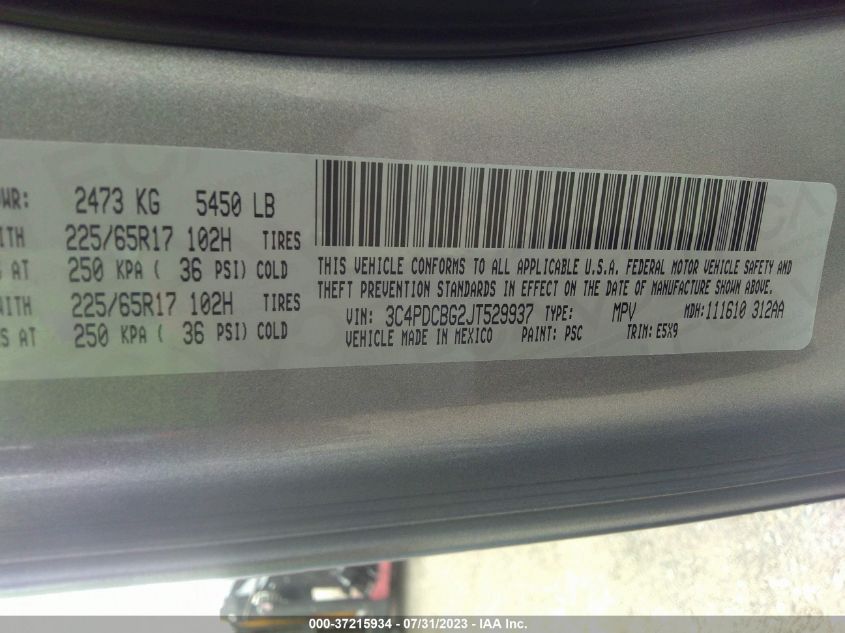 WR: 2473 KG 5450 LB
ITH 225/65R17 102H TIRES
S AT 250 KPA ( 36 PSI) COLD
WITH 225/65R17 102H TIRES
S AT 250 KPA ( 36 PSI) COLD
THIS VEHICLE CONFORMS TO ALL APPLICABLE U.S.A. FEDERAL MOTOR VEHICLE SAFETY AND
THEFT PREVENTION STANDARDS IN EFFECT ON THE DATE OF MANUFACTURE SHOWN ABOVE.
VIN: 3C4PDCBG2JT529937 TYPE: MPV MDH:111610 312AA
VEHICLE MADE IN MEXICO PAINT: PSC TRIM: E5X9
000-37215934 - 07/31/2023 - IAA Inc.